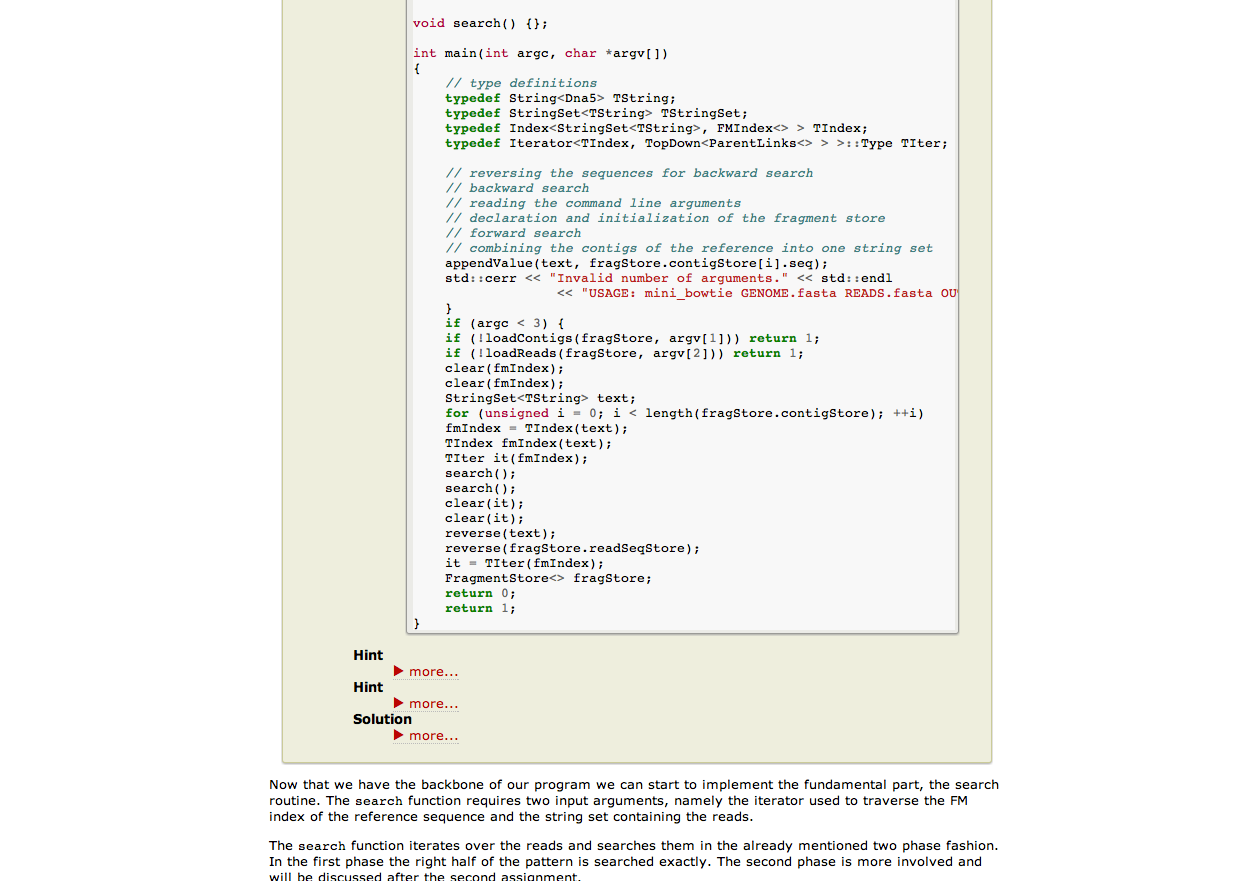 void search() {};
int main(int argc, char *argv[])
{
// type definitions
typedef String<Dna5> TString;
typedef StringSet<TString> TStringSet;
typedef Index<StringSet<TString>, FMIndex<> > TIndex;
typedef Iterator<TIndex, TopDown<ParentLinks<> > >::Type TIter;
// reversing the sequences for backward search
// backward search
// reading the command line arguments
// declaration and initialization of the fragment store
// forward search
// combining the contigs of the reference into one string set
appendValue(text, fragStore.contigStore[i].seq);
std::cerr << "Invalid number of arguments." << std::endl
<< "USAGE: mini_bowtie GENOME.fasta READS.fasta OU
}
if (argc < 3) {
if (!loadContigs(fragStore, argv[1])) return 1;
if (!loadReads(fragStore, argv[2])) return 1;
clear(fmIndex);
clear(fmIndex);
StringSet<TString> text;
for (unsigned i = 0; i < length(fragStore.contigStore); ++i)
fmIndex = TIndex(text);
TIndex fmIndex(text);
TIter it(fmIndex);
search();
search();
clear(it);
clear(it);
reverse(text);
reverse(fragStore.readSeqStore);
it = TIter(fmIndex);
FragmentStore<> fragStore;
return 0;
return 1;
}
Hint
more...
Hint
more...
Solution
more...
Now that we have the backbone of our program we can start to implement the fundamental part, the search
routine. The search function requires two input arguments, namely the iterator used to traverse the FM
index of the reference sequence and the string set containing the reads.
The search function iterates over the reads and searches them in the already mentioned two phase fashion.
In the first phase the right half of the pattern is searched exactly. The second phase is more involved and
will be discussed after the second assignment.